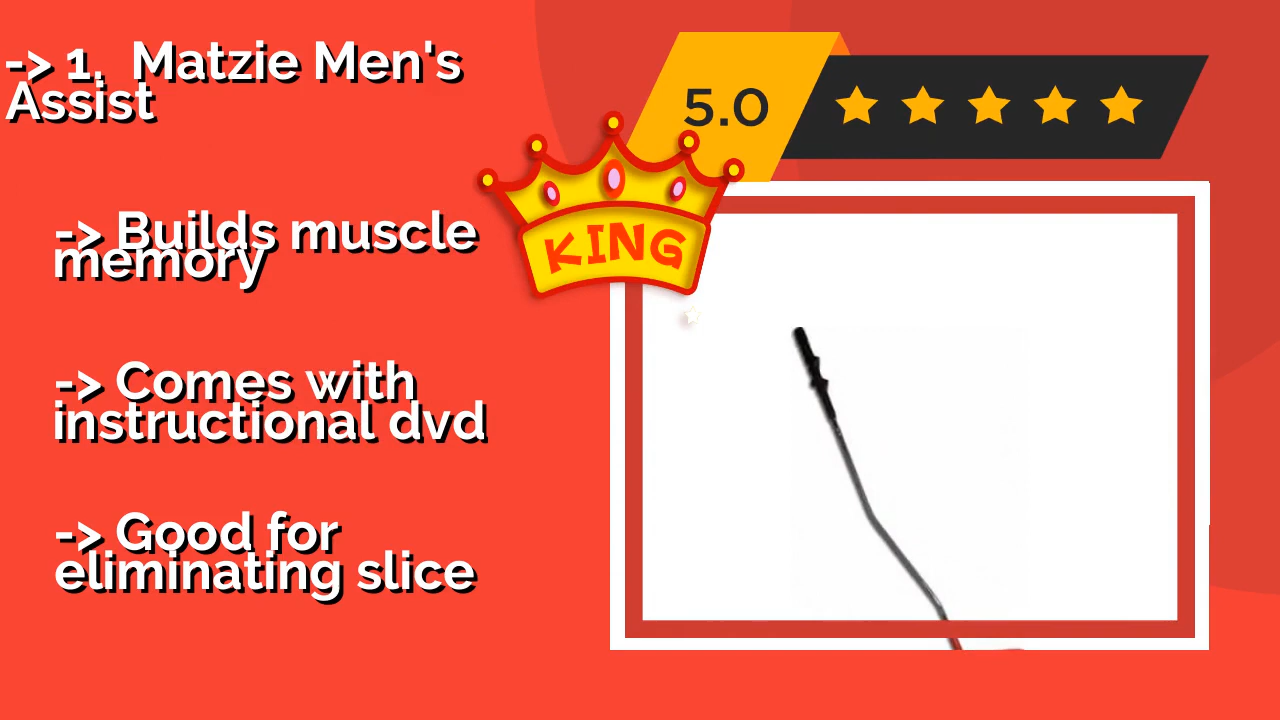 -> 1.  Matzie Men's
Assist
5.0
KING
-> Builds muscle
memory
-> Comes with
instructional dvd
-> Good for
eliminating slice